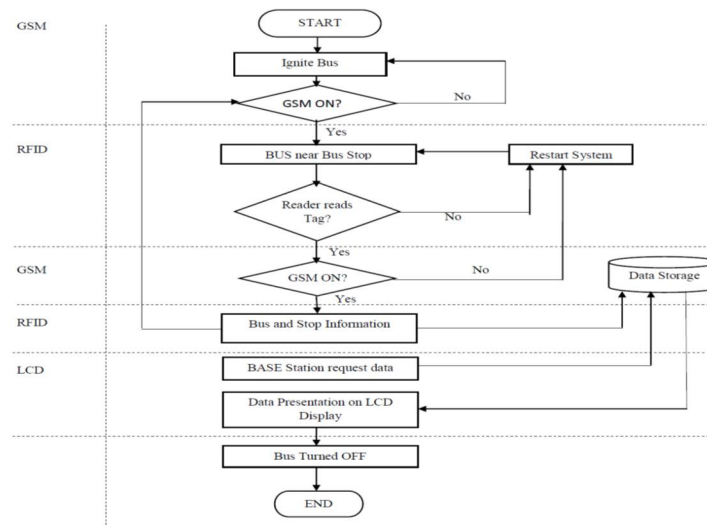 GSM
START
Ignite Bus
No
GSM ON?
Yes
RFID
BUS near Bus Stop
Restart System
Reader reads
Tag?
No
Yes
GSM
GSM ON?
No
Data Storage
Yes
RFID
Bus and Stop Information
LCD
BASE Station request data
Data Presentation on LCD
Display
Bus Turned OFF
END